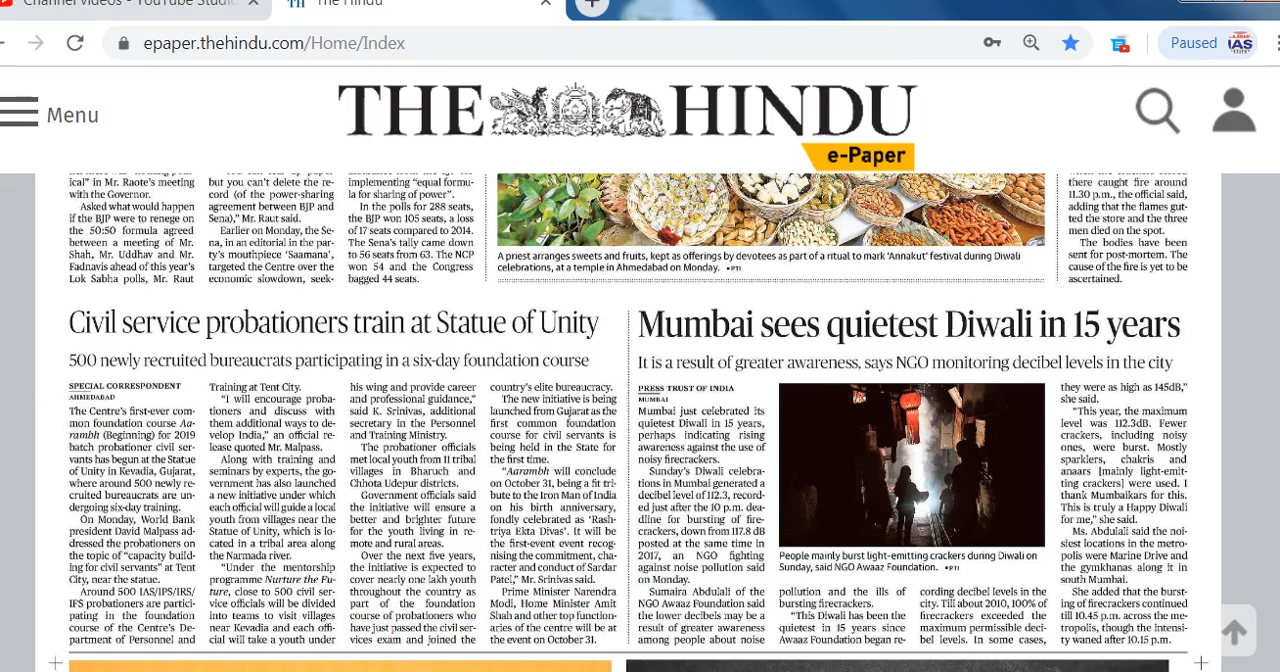 Channel videos - YouTube Studio
The Hindu
epaper.thehindu.com/Home/Index
Paused
IAS
Menu
THE HINDU
e-Paper
ical” in Mr. Raote’s meeting
with the Governor.
Asked what would happen
if the BJP were to renege on
the 50:50 formula agreed
between a meeting of Mr.
Shah, Mr. Uddhav and Mr.
Fadnavis ahead of this year’s
Lok Sabha polls, Mr. Raut
but you can’t delete the re-
cord (of the power-sharing
agreement between BJP and
Sena),” Mr. Raut said.
Earlier on Monday, the Se-
na, in an editorial in the par-
ty’s mouthpiece ‘Saamana’,
targeted the Centre over the
economic slowdown, seek-
implementing “equal formu-
la for sharing of power”.
In the polls for 288 seats
the BJP won 105 seats, a loss
of 17 seats compared to 2014.
The Sena’s tally came down
to 56 seats from 63. The NCP
won 54 and the Congress
bagged 44 seats.
A priest arranges sweets and fruits, kept as offerings by devotees as part of a ritual to mark ‘Annakut’ festival during Diwali
celebrations, at a temple in Ahmedabad on Monday. •PTI
there caught fire around
11.30 p.m., the official said,
adding that the flames gut-
ted the store and the three
men died on the spot.
The bodies have been
sent for post-mortem. The
cause of the fire is yet to be
ascertained.
Civil service probationers train at Statue of Unity
500 newly recruited bureaucrats participating in a six-day foundation course
SPECIAL CORRESPONDENT
AHMEDABAD
The Centre’s first-ever com-
mon foundation course Aa-
rambh (Beginning) for 2019
batch probationer civil ser-
vants has begun at the Statue
of Unity in Kevadia, Gujarat,
where around 500 newly re-
cruited bureaucrats are un-
dergoing six-day training.
On Monday, World Bank
president David Malpass ad-
dressed the probationers on
the topic of “capacity build-
ing for civil servants” at Tent
City, near the statue.
Around 500 IAS/IPS/IRS/
IFS probationers are partici-
pating in the foundation
course of the Centre’s De-
partment of Personnel and
Training at Tent City.
“I will encourage proba-
tioners and discuss with
them additional ways to de-
velop India,” an official re-
lease quoted Mr. Malpass.
Along with training and
seminars by experts, the go-
vernment has also launched
a new initiative under which
each official will guide a local
youth from villages near the
Statue of Unity, which is lo-
cated in a tribal area along
the Narmada river.
“Under the mentorship
programme Nurture the Fu-
ture, close to 500 civil ser-
vice officials will be divided
into teams to visit villages
near Kevadia and each offi-
cial will take a youth under
his wing and provide career
and professional guidance,”
said K. Srinivas, additional
secretary in the Personnel
and Training Ministry.
The probationer officials
met local youth from 11 tribal
villages in Bharuch and
Chhota Udepur districts.
Government officials said
the initiative will ensure a
better and brighter future
for the youth living in re-
mote and rural areas.
Over the next five years,
the initiative is expected to
cover nearly one lakh youth
throughout the country as
part of the foundation
course of probationers who
have just passed the civil ser-
vices exam and joined the
country’s elite bureaucracy.
The new initiative is being
launched from Gujarat as the
first common foundation
course for civil servants is
being held in the State for
the first time.
“Aarambh will conclude
on October 31, being a fit tri-
bute to the Iron Man of India
on his birth anniversary,
fondly celebrated as ‘Rash-
triya Ekta Divas’. It will be
the first-event event recog-
nising the commitment, cha-
racter and conduct of Sardar
Patel,” Mr. Srinivas said.
Prime Minister Narendra
Modi, Home Minister Amit
Shah and other top function-
aries of the centre will be at
the event on October 31.
Mumbai sees quietest Diwali in 15 years
It is a result of greater awareness, says NGO monitoring decibel levels in the city
PRESS TRUST OF INDIA
MUMBAI
Mumbai just celebrated its
quietest Diwali in 15 years,
perhaps indicating rising
awareness against the use of
noisy firecrackers.
Sunday’s Diwali celebra-
tions in Mumbai generated a
decibel level of 112.3, record-
ed just after the 10 p.m. dea-
dline for bursting of fire-
crackers, down from 117.8 dB
posted at the same time in
2017, an NGO fighting
against noise pollution said
on Monday.
Sumaira Abdulali of the
NGO Awaaz Foundation said
the lower decibels may be a
result of greater awareness
among people about noise
People mainly burst light-emitting crackers during Diwali on
Sunday, said NGO Awaaz Foundation. •PTI
pollution and the ills of
bursting firecrackers.
“This Diwali has been the
quietest in 15 years since
Awaaz Foundation began re-
cording decibel levels in the
city. Till about 2010, 100% of
firecrackers exceeded the
maximum permissible deci-
bel levels. In some cases,
they were as high as 145dB,”
she said.
“This year, the maximum
level was 112.3dB. Fewer
crackers, including noisy
ones, were burst. Mostly
sparklers, chakris and
anaars [mainly light-emit-
ting crackers] were used. I
thank Mumbaikars for this.
This is truly a Happy Diwali
for me,” she said.
Ms. Abdulali said the noi-
siest locations in the metro-
polis were Marine Drive and
the gymkhanas along it in
south Mumbai.
She added that the burst-
ing of firecrackers continued
till 10.45 p.m. across the me-
tropolis, though the intensi-
ty waned after 10.15 p.m.